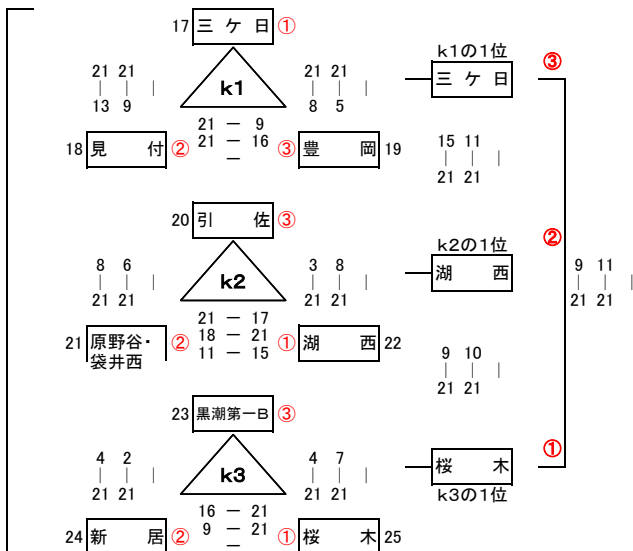 17 三ケ日 ①
21 21
| | |
13 9
k1
21 21
| | |
8 5
21 － 9
21 － 16
－
18 見付 ②
③ 豊岡 19
k1の1位
三ケ日
③
15 11
| | |
21 21
20 引佐 ③
8 6
| | |
21 21
k2
3 8
| | |
21 21
21 － 17
18 － 21
11 － 15
21 原野谷・
袋井西
②
① 湖西 22
k2の1位
湖西
②
9 11
| | |
21 21
9 10
| | |
21 21
23 黒潮第一B ③
4 2
| | |
21 21
k3
4 7
| | |
21 21
16 － 21
9 － 21
－
24 新居 ②
① 桜木 25
①
桜木
k3の1位